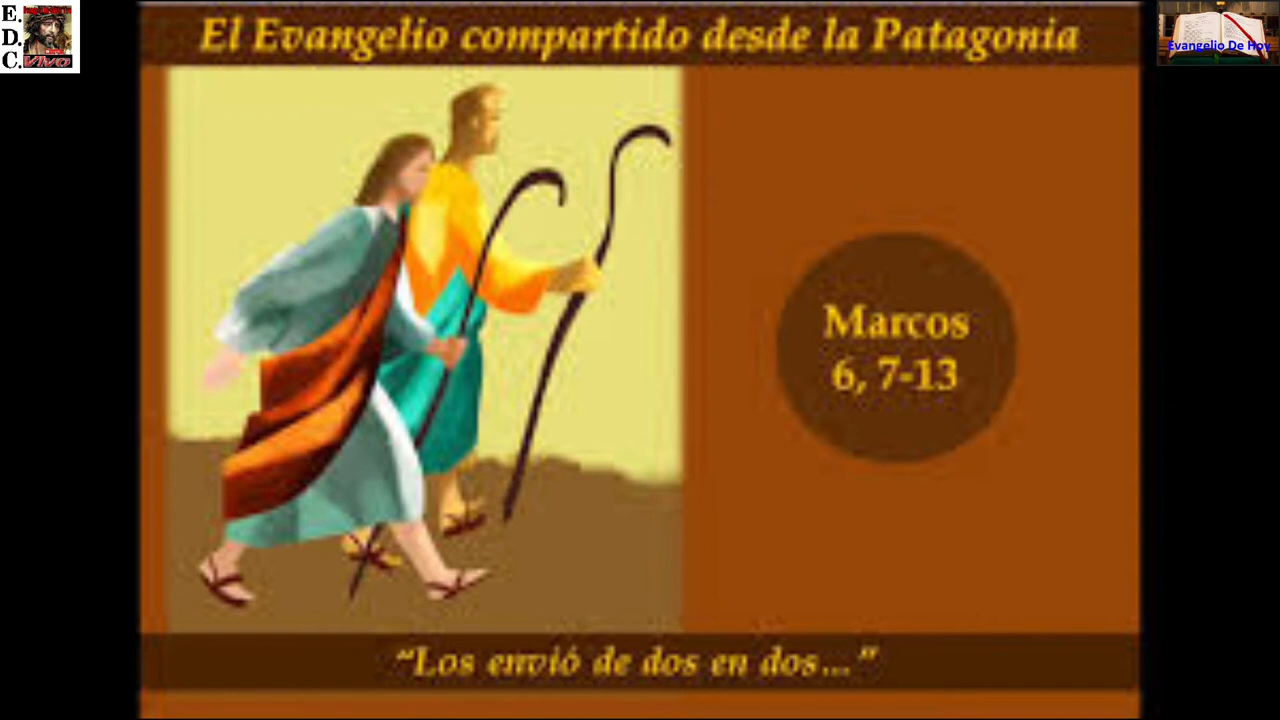 El Evangelio compartido desde la Patagonia
E.
D.
C.
Vivo
Evangelio De Hoy
Marcos
6, 7-13
“Los envió de dos en dos...”